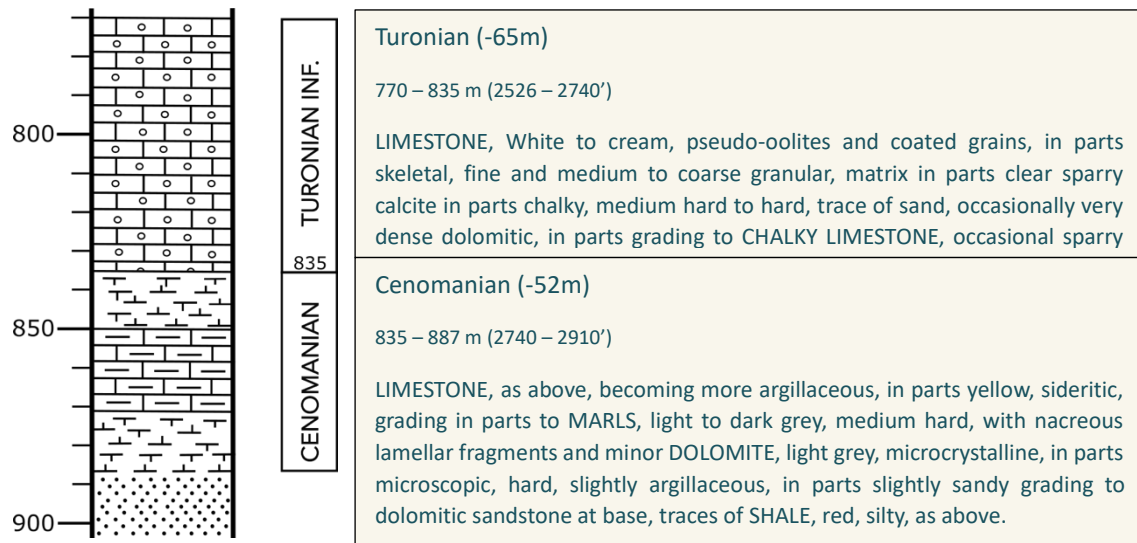 800
850
900
TURONIAN INF.
835
CENOMANIAN
Turonian (-65m)
770 – 835 m (2526 – 2740’)
LIMESTONE, White to cream, pseudo-oolites and coated grains, in parts
skeletal, fine and medium to coarse granular, matrix in parts clear sparry
calcite in parts chalky, medium hard to hard, trace of sand, occasionally very
dense dolomitic, in parts grading to CHALKY LIMESTONE, occasional sparry
Cenomanian (-52m)
835 – 887 m (2740 – 2910’)
LIMESTONE, as above, becoming more argillaceous, in parts yellow, sideritic,
grading in parts to MARLS, light to dark grey, medium hard, with nacreous
lamellar fragments and minor DOLOMITE, light grey, microcrystalline, in parts
microscopic, hard, slightly argillaceous, in parts slightly sandy grading to
dolomitic sandstone at base, traces of SHALE, red, silty, as above.